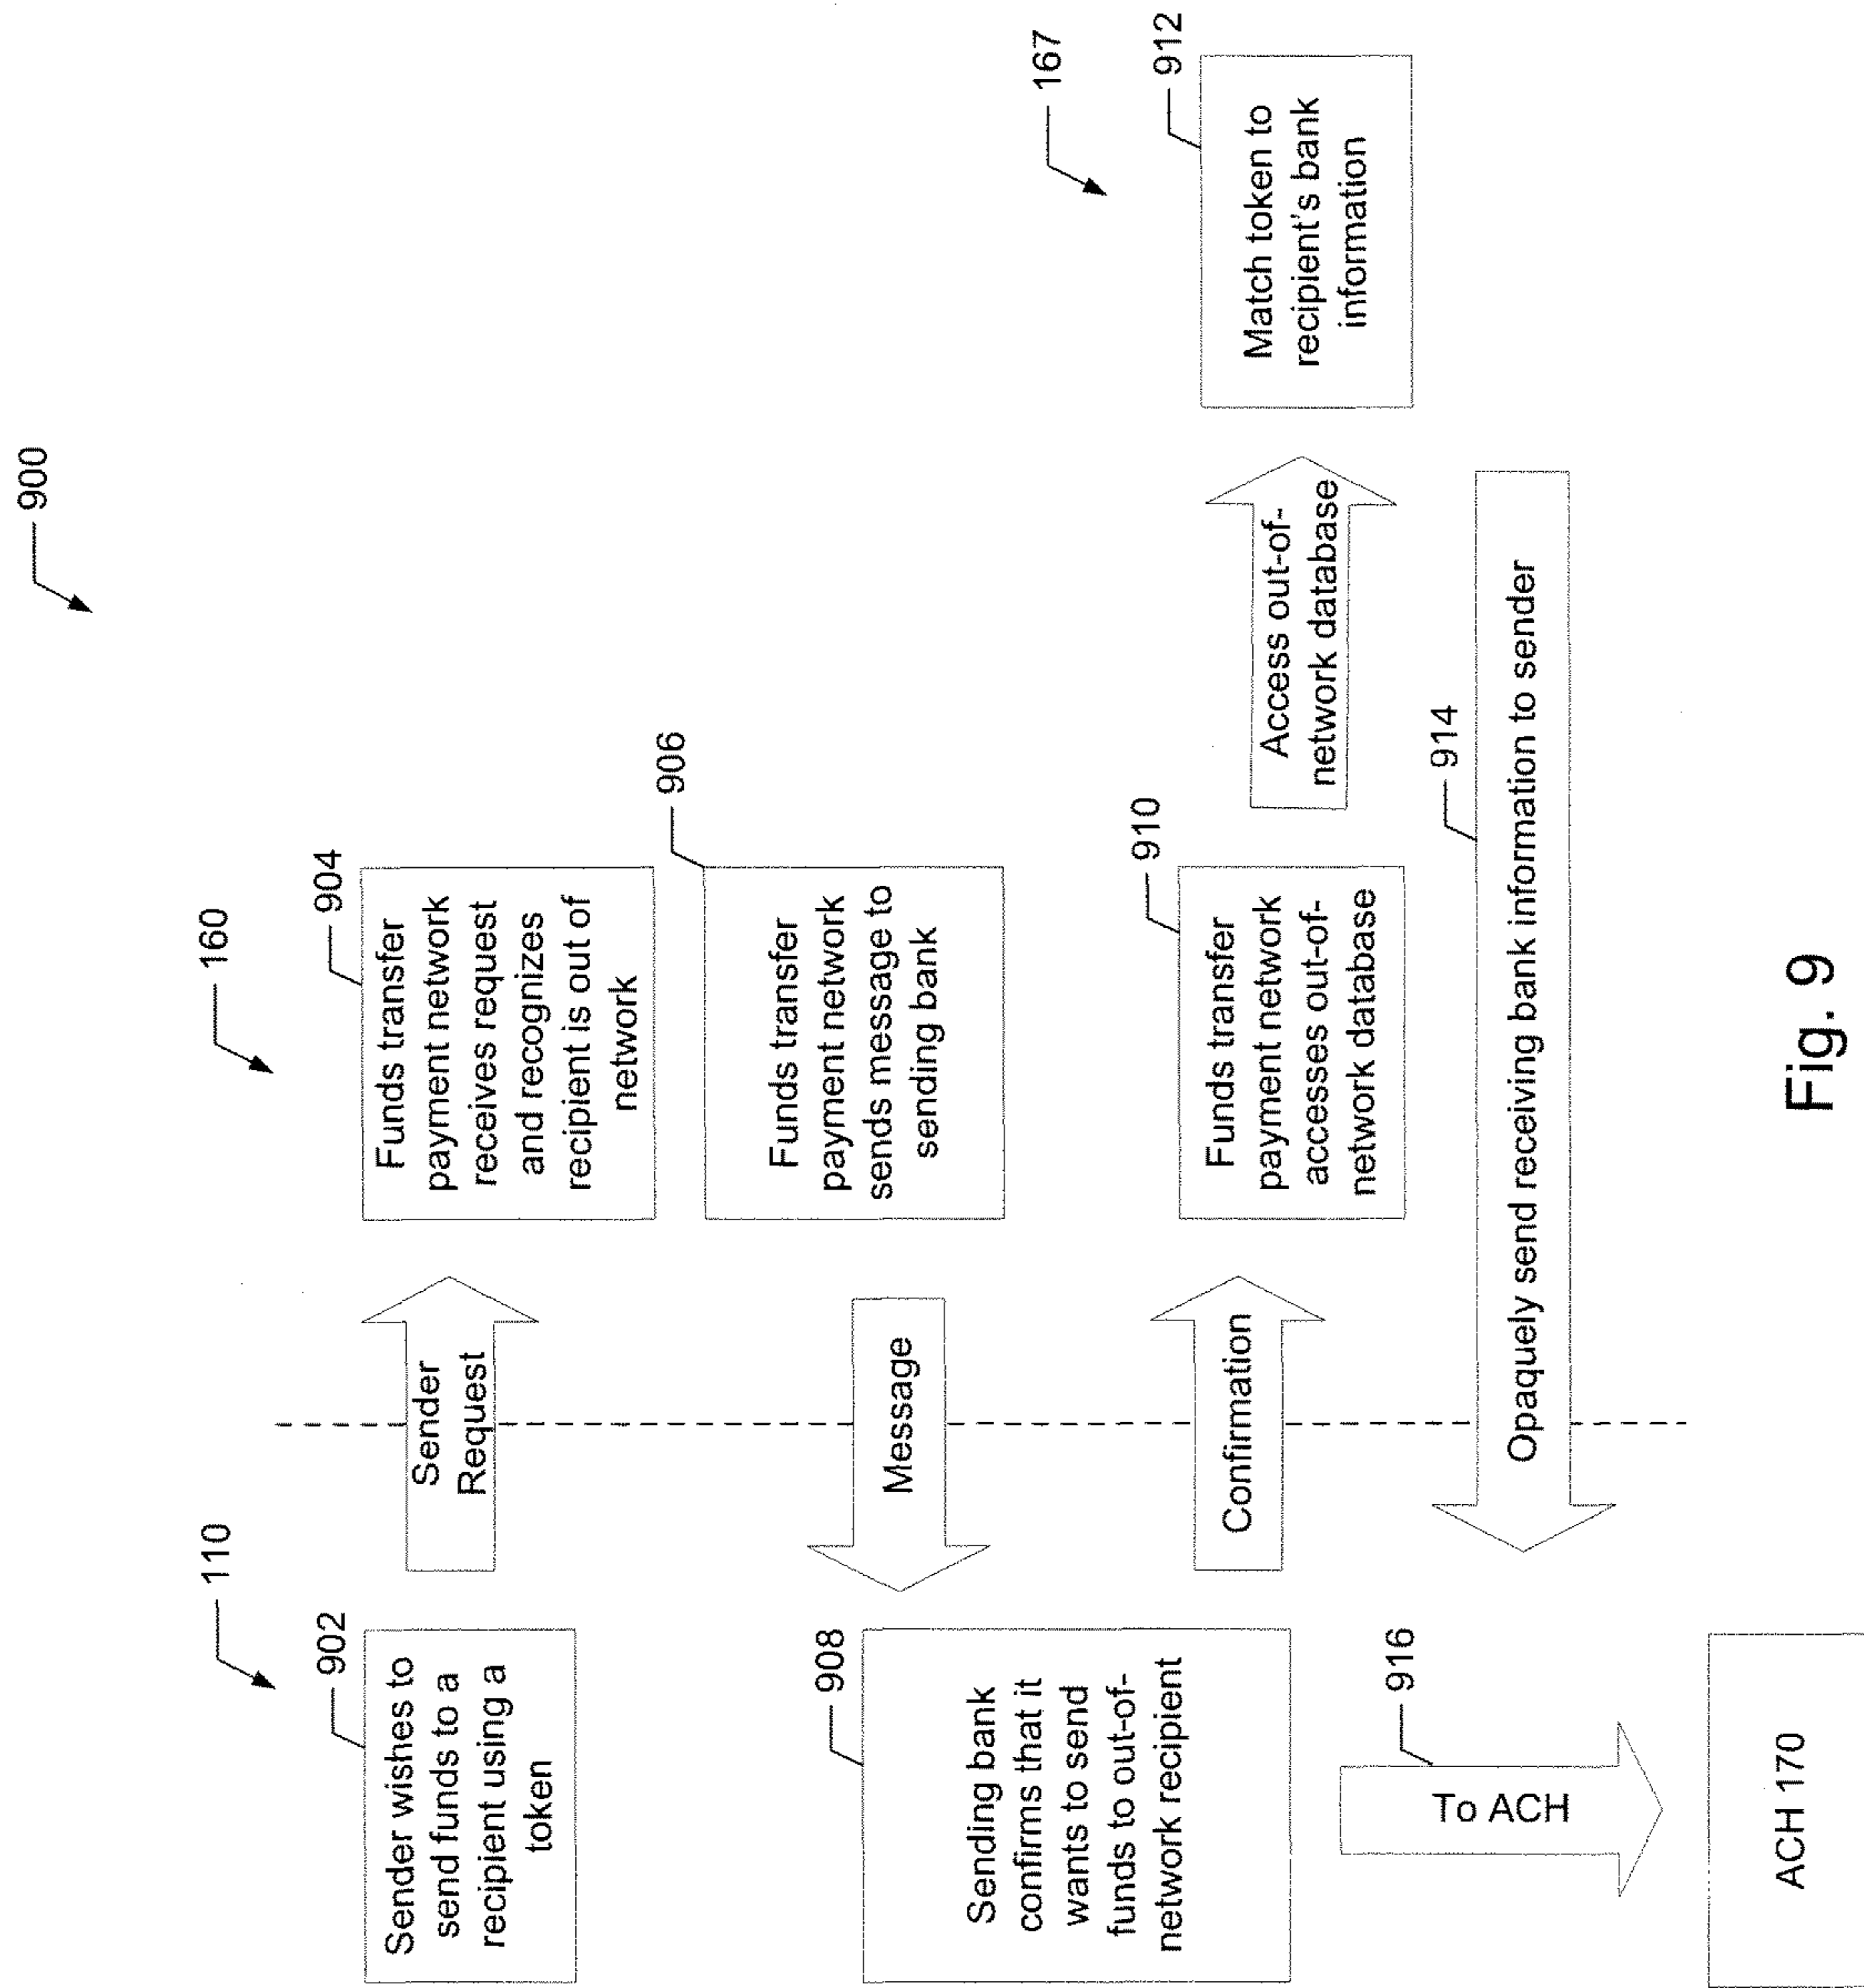 900
110
160
167
902
Sender wishes to
send funds to a
recipient using a
token
Sender
Request
904
Funds transfer
payment network
receives request
and recognizes
recipient is out of
network
906
Funds transfer
payment network
sends message to
sending bank
Message
908
Sending bank
confirms that it
wants to send
funds to out-of-
network recipient
Confirmation
910
Funds transfer
payment network
accesses out-of-
network database
Access out-of-
network database
912
Match token to
recipient's bank
information
914
Opaquely send receiving bank information to sender
916
To ACH
ACH 170
Fig. 9